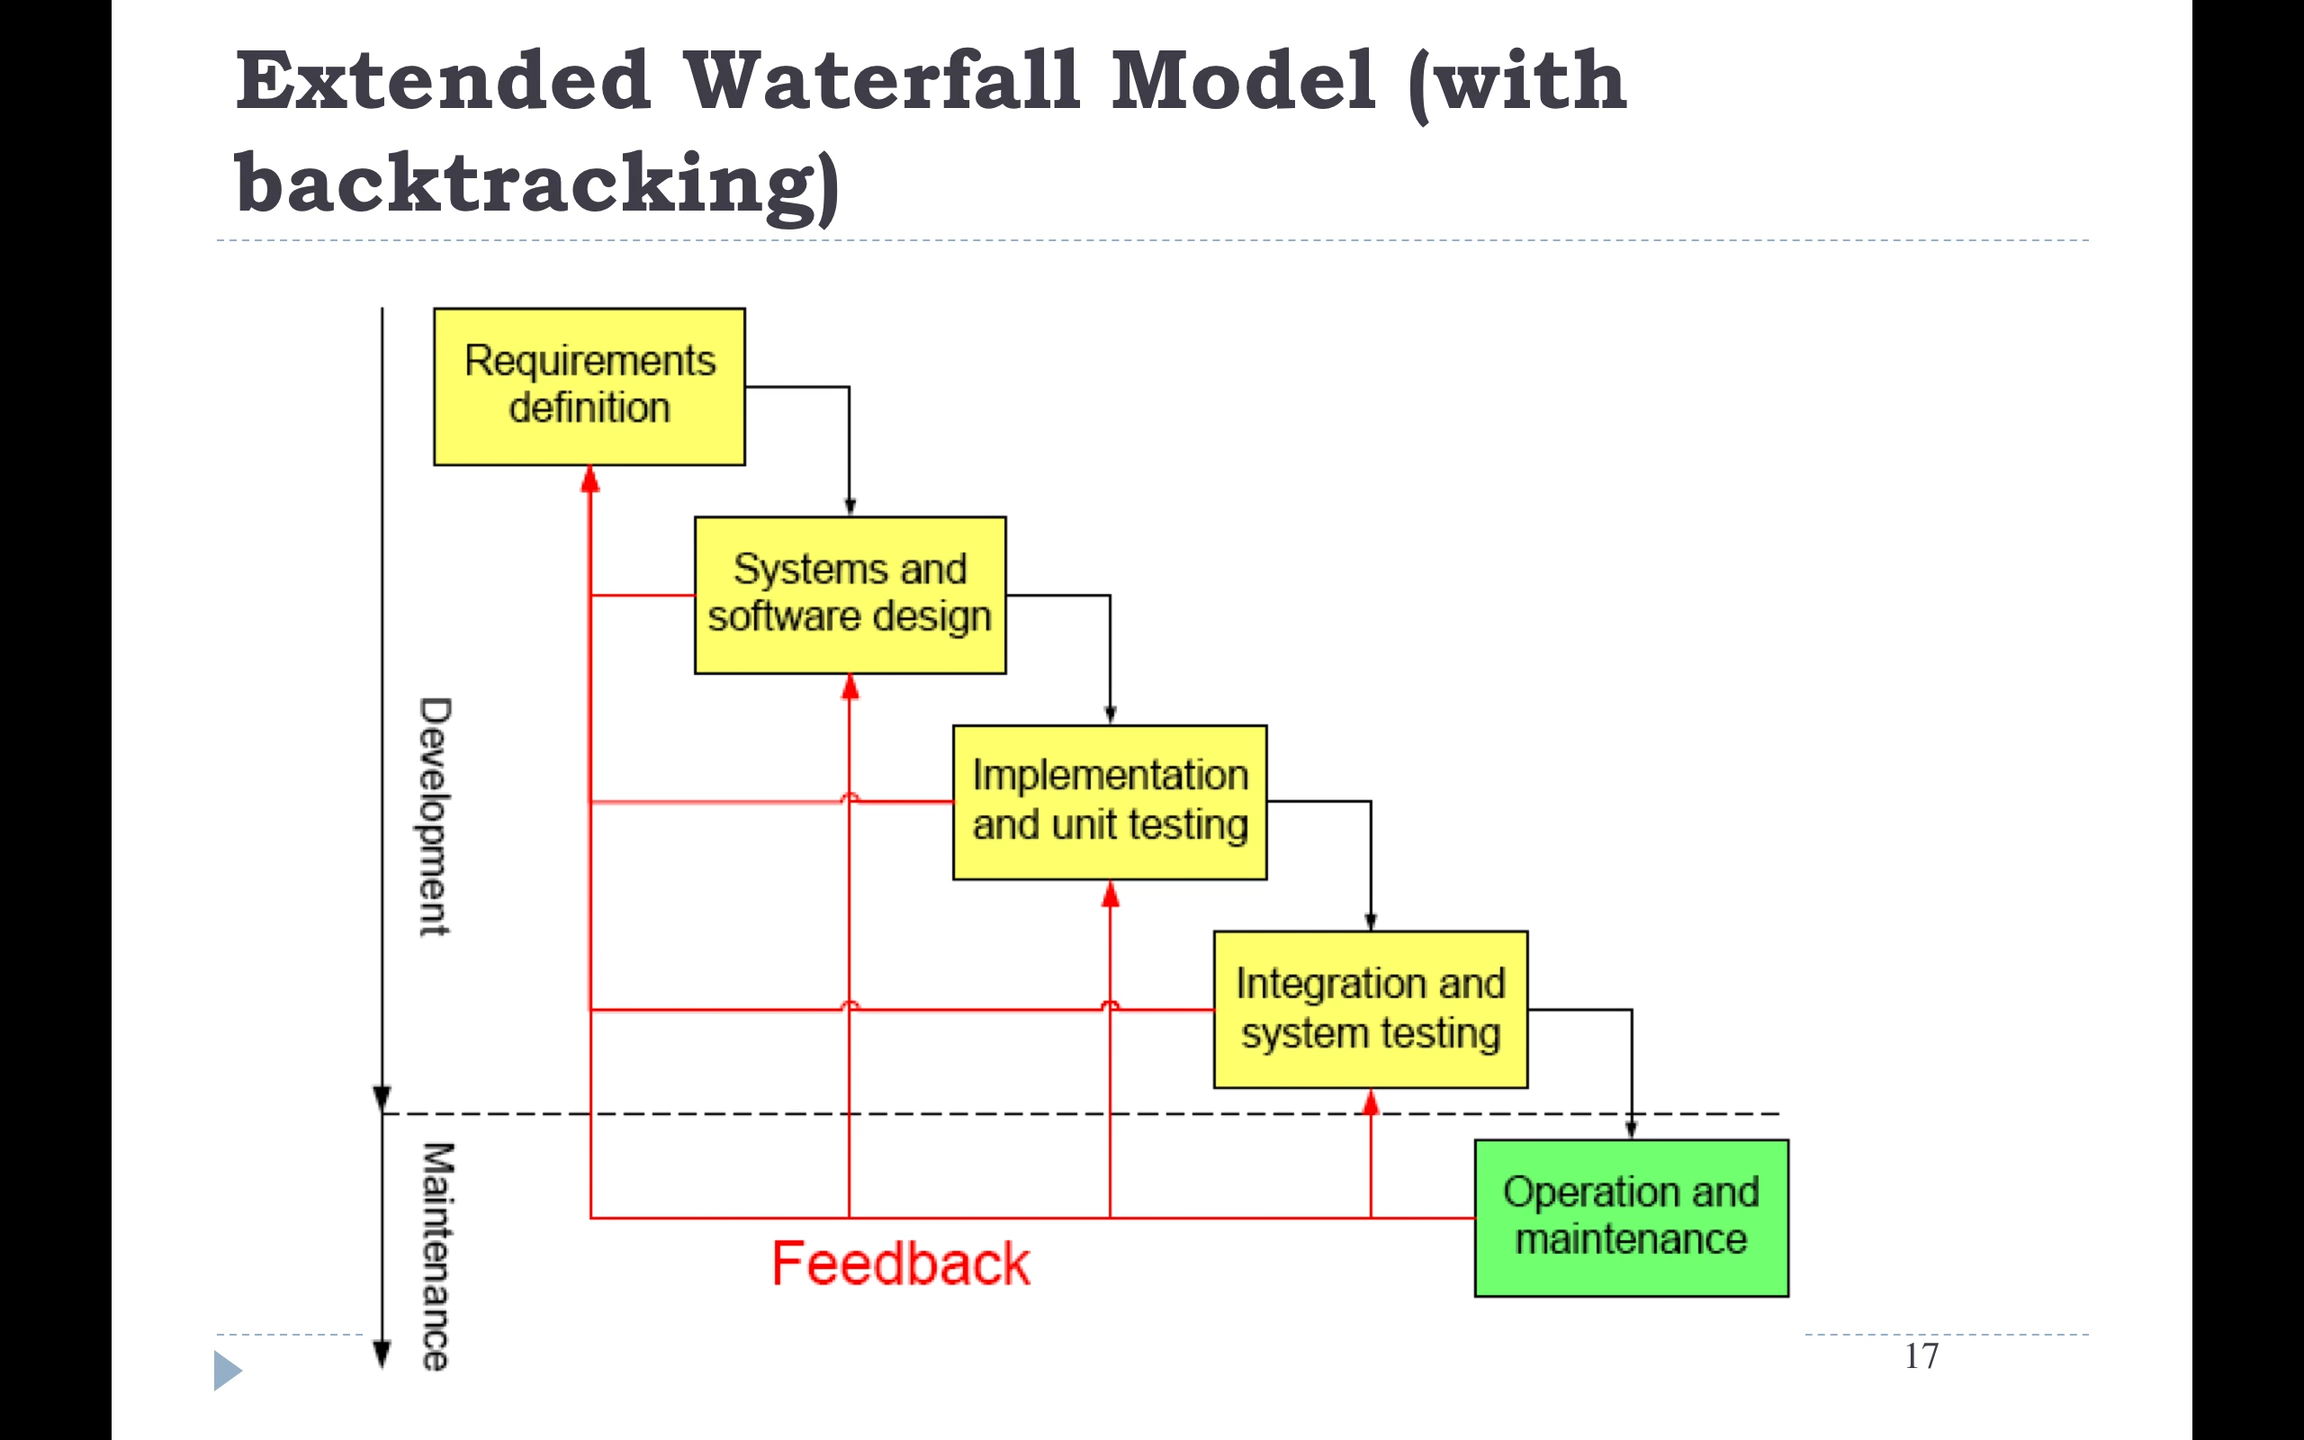 Extended Waterfall Model (with
backtracking)
Requirements
definition
Systems and
software design
Implementation
and unit testing
Integration and
system testing
Operation and
maintenance
Development
Maintenance
Feedback
17